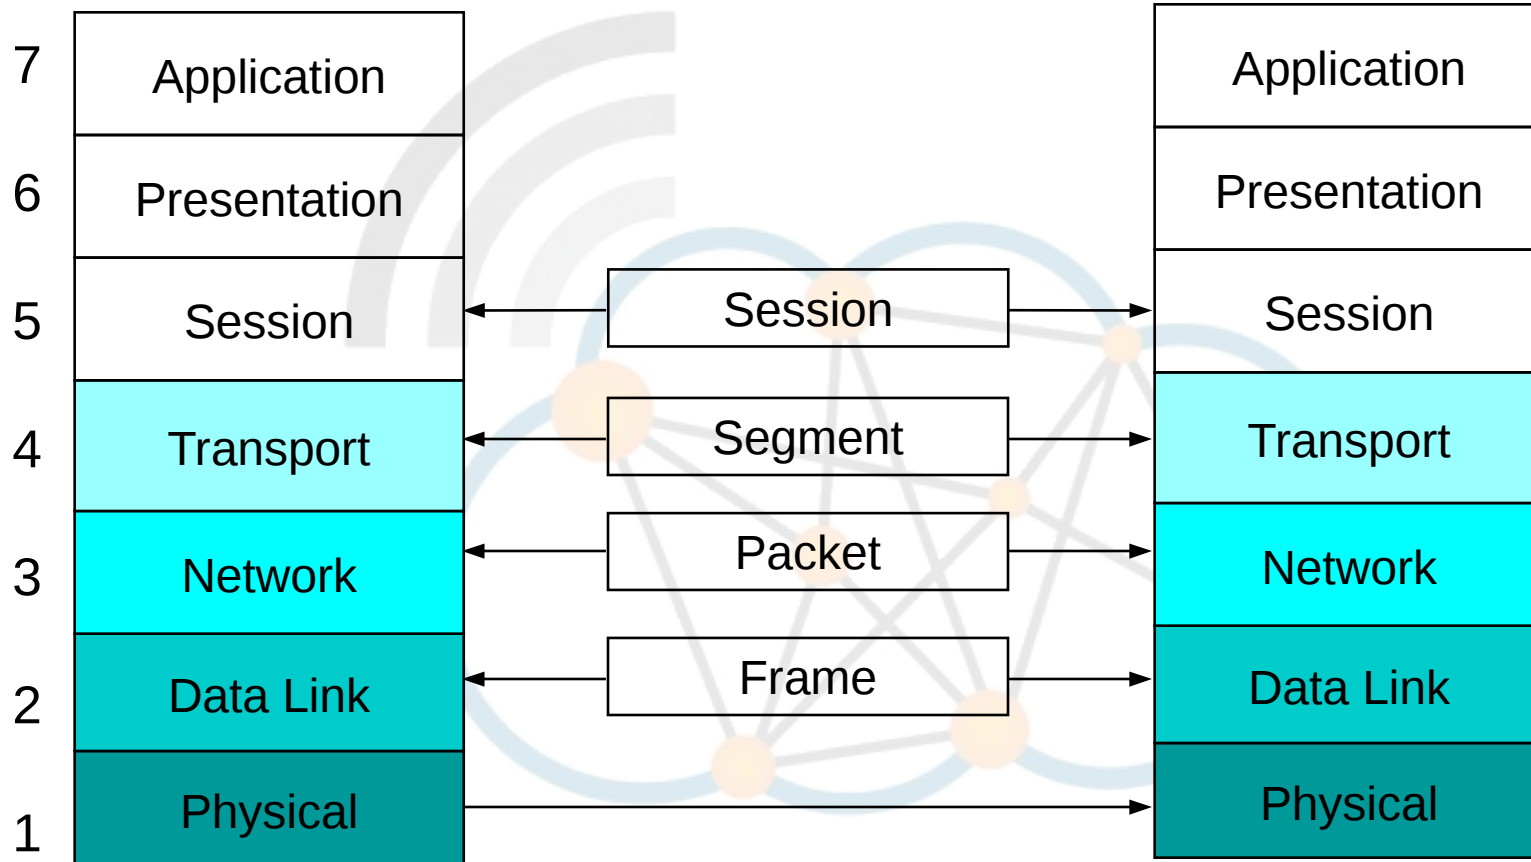 7
Application
Application
6
Presentation
Presentation
5
Session
Session
Session
4
Transport
Segment
Transport
3
Network
Packet
Network
2
Data Link
Frame
Data Link
1
Physical
Physical